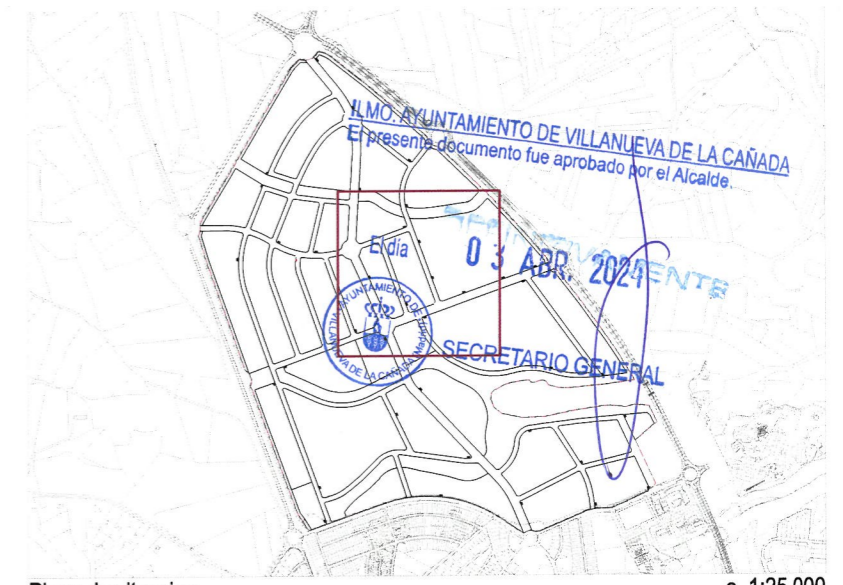 ILMO. AYUNTAMIENTO DE VILLANUEVA DE LA CAÑADA
El presente documento fue aprobado por el Alcalde.
El día 03 ABR. 2024
AYUNTAMIENTO DE VILLANUEVA DE LA CAÑADA (Madrid)
SECRETARIO GENERAL
1:25.000